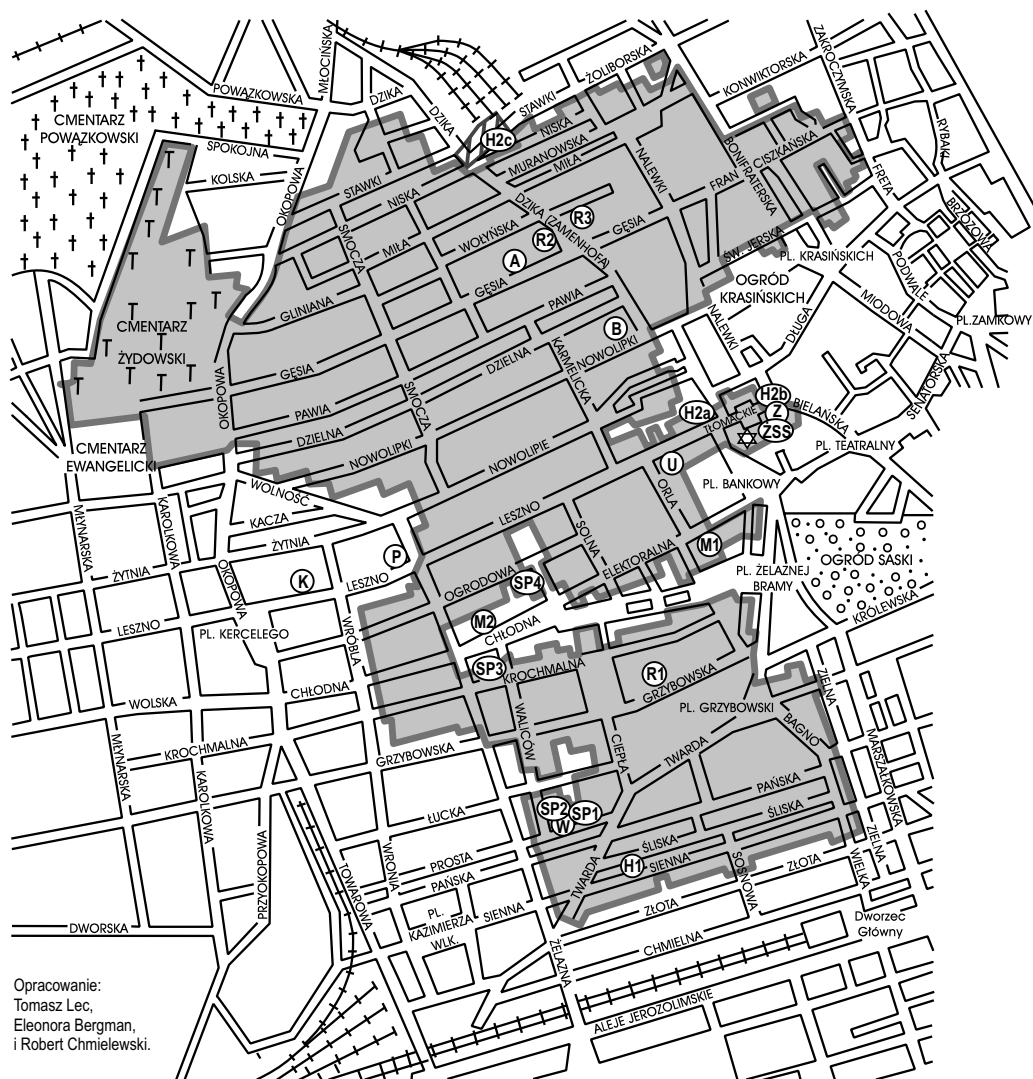 ŻOLIBORSKA
ZAKROCZYMSKA
MŁOCIŃSKA
KONWIKTORSKA
POWĄZKOWSKA
DZIKA
STAWKI
CMENTARZ
POWĄZKOWSKI
DZIKA
H2c
NISKA
RYBAKI
SPOKOJNA
MURANOWSKA
MIŁA
NALEWKI
BONIFRATERSKA
FRAN CISZKAŃSKA
KOLSKA
OKOPOWA
STAWKI
NISKA
FRETA
BRZOZOWA
SMOCZA
MIŁA
WOŁYŃSKA
DZIKA (ZAMENHOFA)
R3
R2
GĘSIA
A
ŚW. JERSKA
PL. KRASIŃSKICH
PODWALE
GĘSIA
OGRÓD
KRASIŃSKICH
MIODOWA
GLINIANA
PAWIA
B
NALEWKI
DŁUGA
PL.ZAMKOWY
CMENTARZ
ŻYDOWSKI
KARMELICKA
NOWOLIPKI
DZIELNA
GĘSIA
OKOPOWA
SMOCZA
SENATORSKA
PAWIA
H2b
H2a
TŁOMACKIE
Z
BIELAŃSKA
ZSS
DZIELNA
NOWOLIPKI
CMENTARZ
EWANGELICKI
NOWOLIPIE
U
PL. TEATRALNY
PL. BANKOWY
WOLNOŚĆ
ORLA
MŁYNARSKA
KAROLKOWA
KACZA
LESZNO
SOLNA
ŻYTNIA
P
ELEKTORALNA
M1
OGRÓD SASKI
ŻYTNIA
OKOPOWA
K
LESZNO
OGRODOWA
SP4
PL. ŻELAZNEJ
BRAMY
KRÓLEWSKA
LESZNO
PL. KERCELEGO
WRÓBLA
M2
CHŁODNA
SP3
KROCHMALNA
R1
GRZYBOWSKA
ZIELNA
CHŁODNA
WOLSKA
WALICÓW
PL. GRZYBOWSKI
BAGNO
MŁYNARSKA
KROCHMALNA
GRZYBOWSKA
CIEPŁA
TWARDA
MARSZAŁKOWSKA
KAROLKOWA
PAŃSKA
ŁUCKA
SP2
SP1
W
ŚLISKA
ŚLISKA
ZIELNA
PRZYOKOPOWA
TOWAROWA
WRONIA
PROSTA
PAŃSKA
TWARDA
H1
SIENNA
SOSNOWA
ZŁOTA
WIELKA
PL.
KAZIMIERZA
WLK.
SIENNA
ZŁOTA
Dworzec
Główny
DWORSKA
ŻELAZNA
CHMIELNA
ALEJE JEROZOLIMSKIE
Opracowanie:
Tomasz Lec,
Eleonora Bergman,
i Robert Chmielewski.